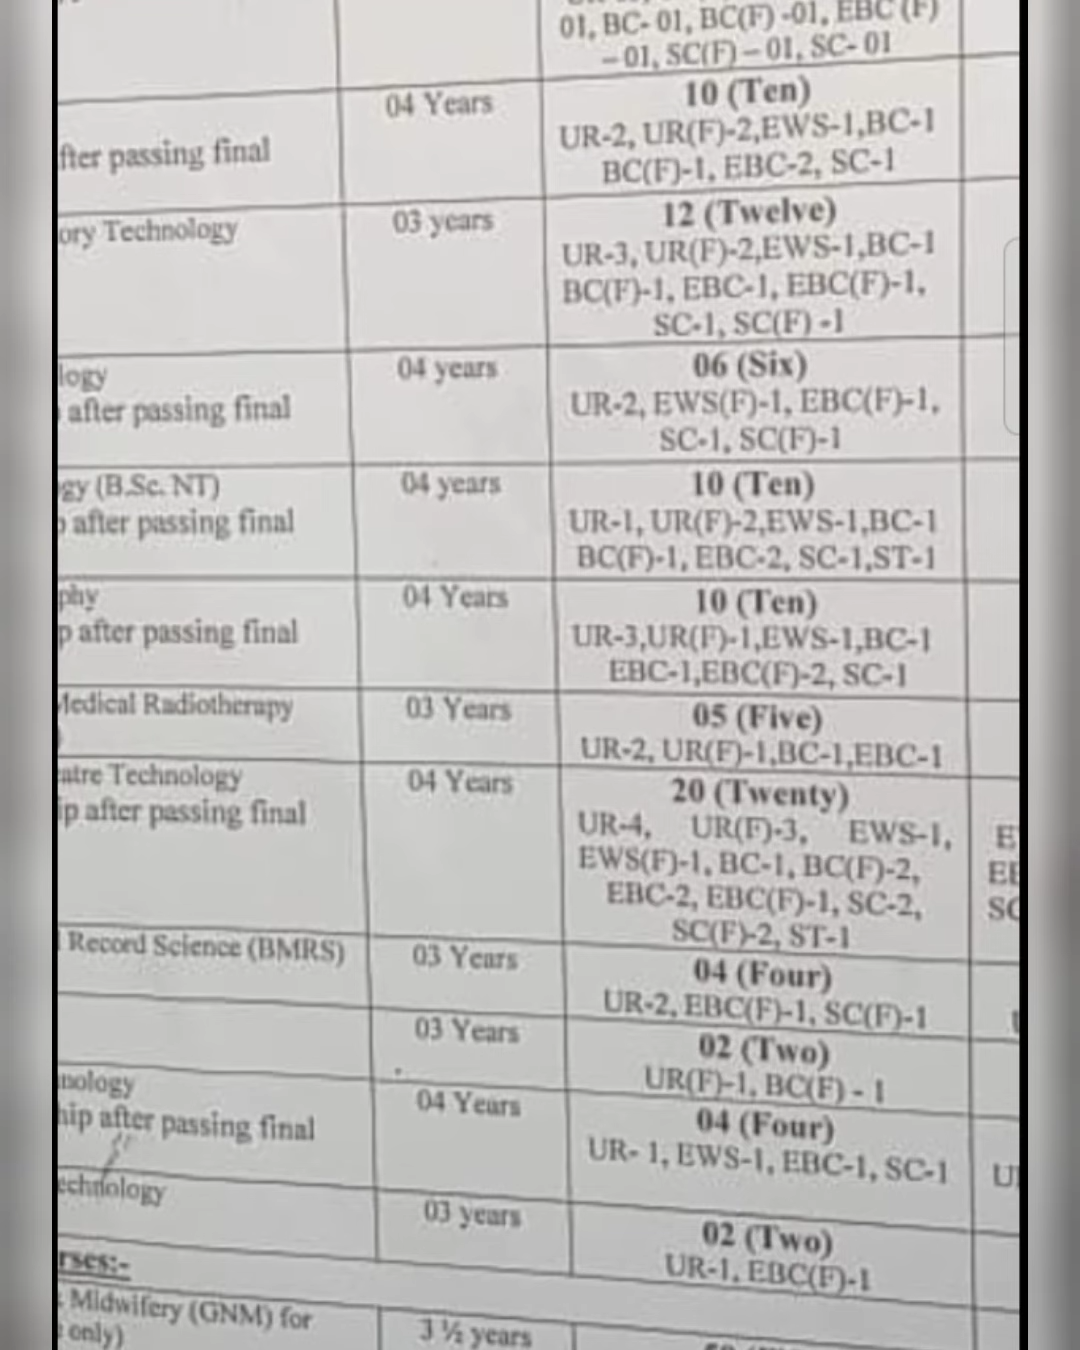 01, BC- 01, BC(F) -01, EBC (F)
– 01, SC(F) – 01, SC- 01
04 Years
10 (Ten)
UR-2, UR(F)-2,EWS-1,BC-1
after passing final
BC(F)-1, EBC-2, SC-1
ory Technology
03 years
12 (Twelve)
UR-3, UR(F)-2,EWS-1,BC-1
BC(F)-1, EBC-1, EBC(F)-1,
SC-1, SC(F) -1
logy
04 years
06 (Six)
after passing final
UR-2, EWS(F)-1, EBC(F)-1,
SC-1, SC(F)-1
gy (B.Sc. NT)
04 years
10 (Ten)
after passing final
UR-1, UR(F)-2,EWS-1,BC-1
BC(F)-1, EBC-2, SC-1,ST-1
phy
04 Years
10 (Ten)
p after passing final
UR-3,UR(F)-1,EWS-1,BC-1
EBC-1,EBC(F)-2, SC-1
Medical Radiotherapy
03 Years
05 (Five)
)
UR-2, UR(F)-1,BC-1,EBC-1
eatre Technology
04 Years
20 (Twenty)
ip after passing final
UR-4, UR(F)-3, EWS-1,
EWS(F)-1, BC-1, BC(F)-2,
EBC-2, EBC(F)-1, SC-2,
SC
SC(F)-2, ST-1
Record Science (BMRS)
03 Years
04 (Four)
UR-2, EBC(F)-1, SC(F)-1
03 Years
02 (Two)
UR(F)-1, BC(F) - 1
nology
04 Years
04 (Four)
hip after passing final
UR- 1, EWS-1, EBC-1, SC-1
echnology
03 years
02 (Two)
UR-1, EBC(F)-1
rses:-
Midwifery (GNM) for
3 ½ years
only)